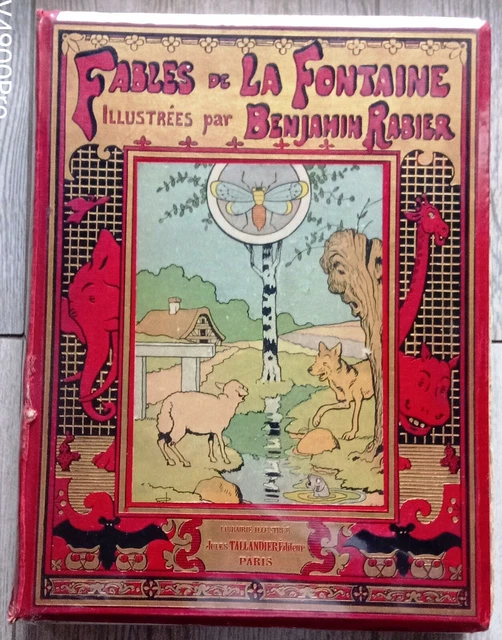 FABLES DE LA FONTAINE
ILLUSTRÉES par BENJAMIN RABIER
LIBRAIRIE ILLUSTRÉE
JULES TALLANDIER Éditeur
PARIS